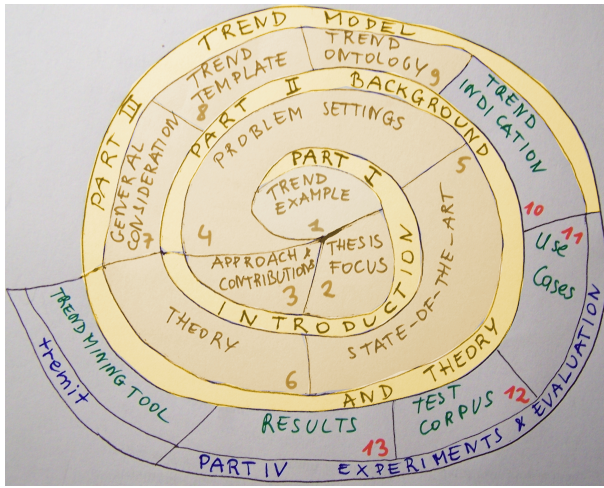 PART I
INTRODUCTION
TREND
EXAMPLE
1
THESIS
FOCUS
2
APPROACH &
CONTRIBUTIONS
3
PART II BACKGROUND
AND THEORY
PROBLEM SETTINGS
4
STATE-OF-THE-ART
5
THEORY
6
PART III TREND MODEL
GENERAL
CONSIDERATION
7
TREND
TEMPLATE
8
TREND
ONTOLOGY
9
TREND
INDICATION
10
USE
CASES
11
TEST
CORPUS
12
RESULTS
13
TREND MINING TOOL
tremit
PART IV EXPERIMENTS & EVALUATION